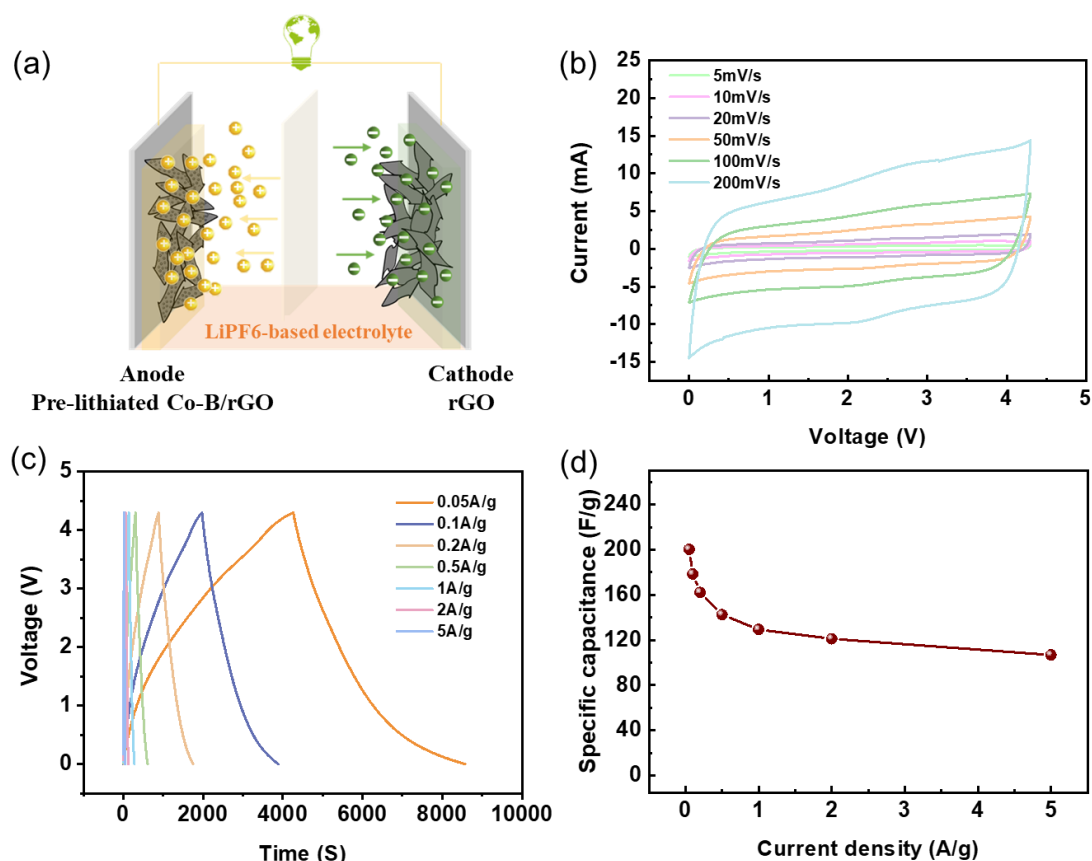 (a)
LiPF6-based electrolyte
Anode
Pre-lithiated Co-B/rGO
Cathode
rGO
(b)
Current (mA)
25
20
15
10
5
0
-5
-10
-15
5mV/s
10mV/s
20mV/s
50mV/s
100mV/s
200mV/s
0 1 2 3 4 5
Voltage (V)
(c)
Voltage (V)
5
4
3
2
1
0
0.05A/g
0.1A/g
0.2A/g
0.5A/g
1A/g
2A/g
5A/g
0 2000 4000 6000 8000 10000
Time (S)
(d)
Specific capacitance (F/g)
240
200
160
120
80
40
0
0 1 2 3 4 5
Current density (A/g)